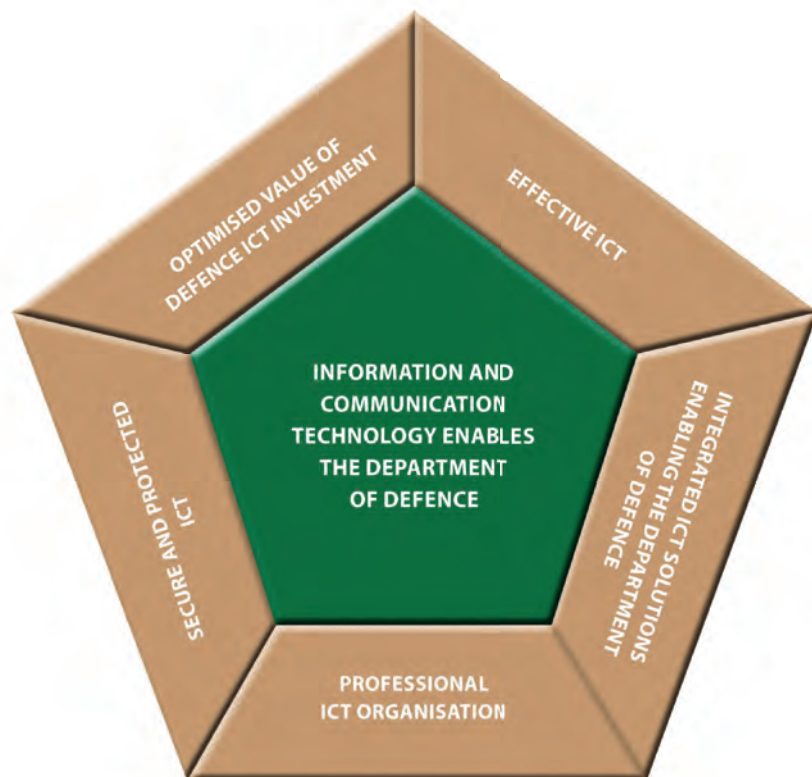 OPTIMISED VALUE OF
DEFENCE ICT INVESTMENT
EFFECTIVE ICT
INFORMATION AND
COMMUNICATION
TECHNOLOGY ENABLES
THE DEPARTMENT
OF DEFENCE
INTEGRATED ICT SOLUTIONS
ENABLING THE DEPARTMENT
OF DEFENCE
SECURE AND PROTECTED
ICT
PROFESSIONAL
ICT ORGANISATION